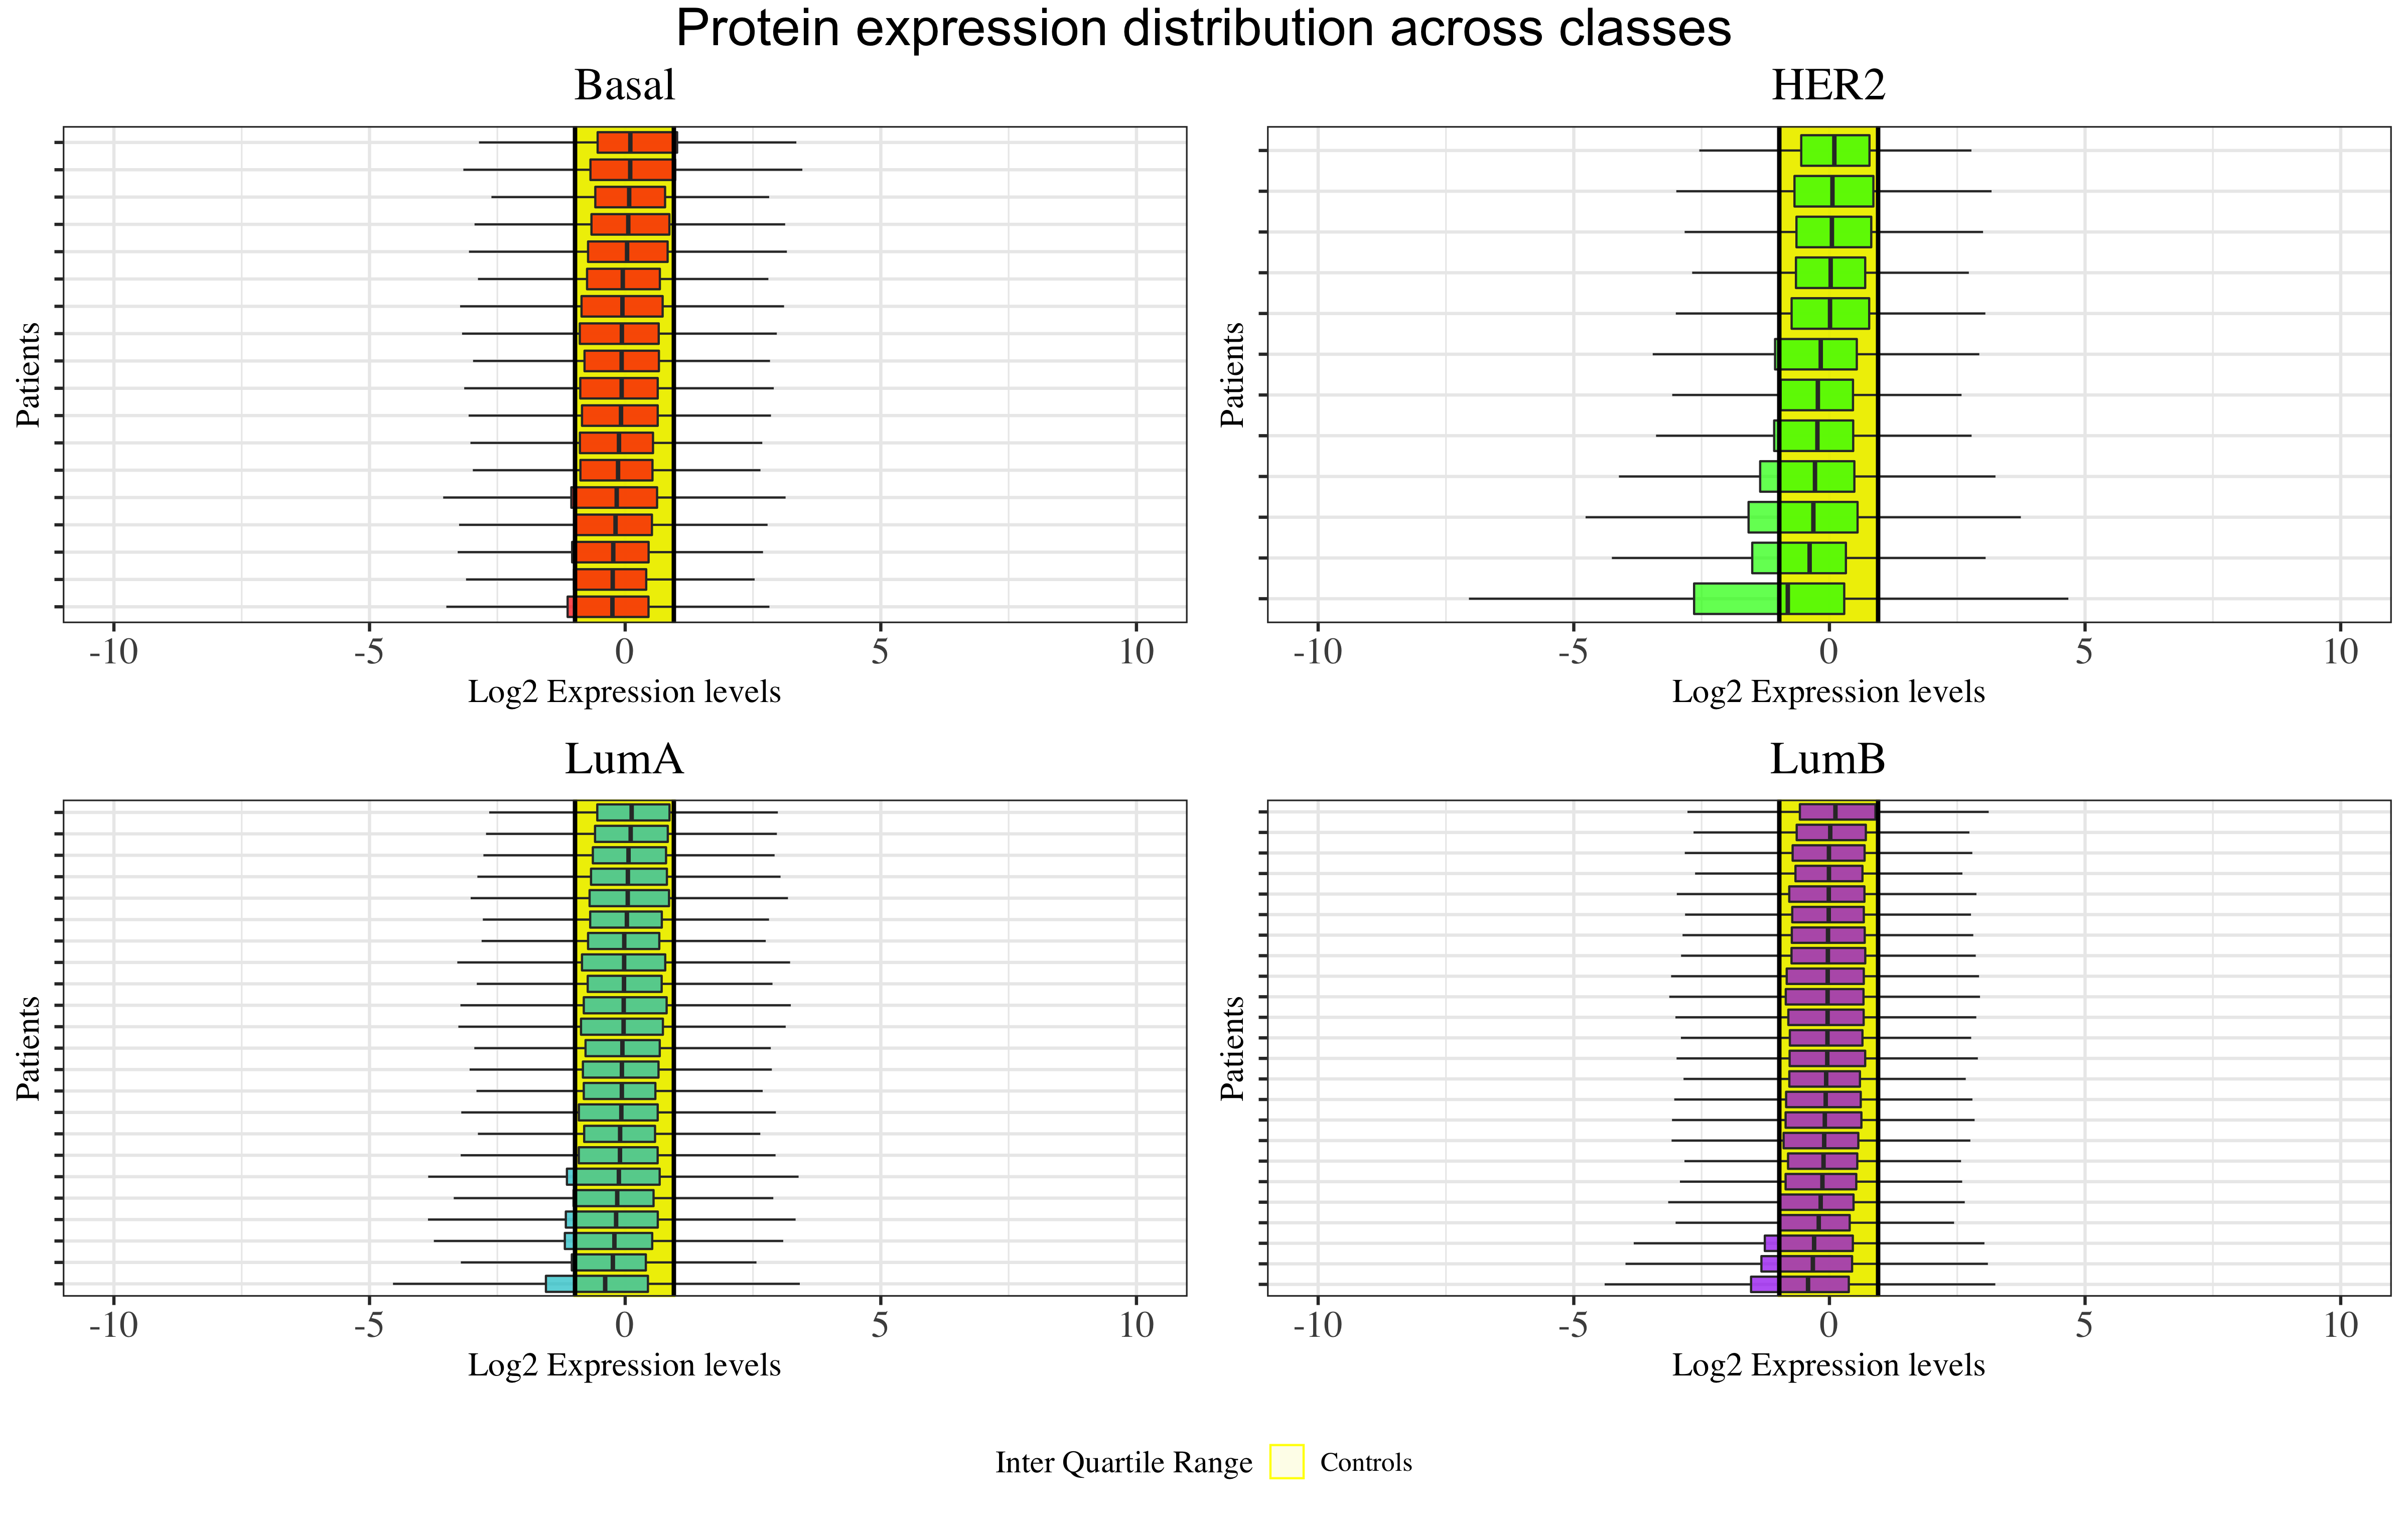 Protein expression distribution across classes
Basal
Patients
-10 -5 0 5 10
Log2 Expression levels
HER2
Patients
-10 -5 0 5 10
Log2 Expression levels
LumA
Patients
-10 -5 0 5 10
Log2 Expression levels
LumB
Patients
-10 -5 0 5 10
Log2 Expression levels
Inter Quartile Range Controls